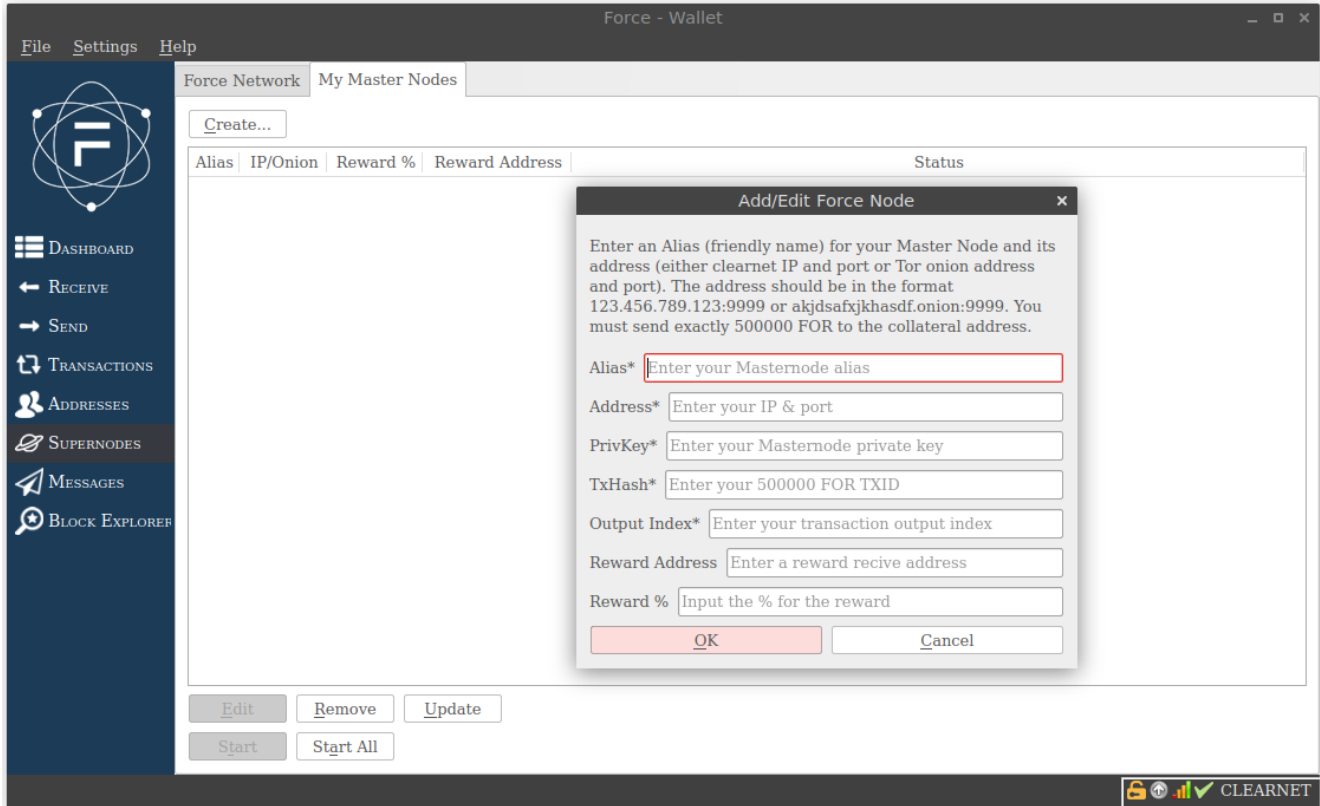 Force - Wallet
File Settings Help
Force Network My Master Nodes
Create...
Alias IP/Onion Reward % Reward Address Status
F
DASHBOARD
RECEIVE
SEND
TRANSACTIONS
ADDRESSES
SUPERNODES
MESSAGES
BLOCK EXPLORER
Add/Edit Force Node
Enter an Alias (friendly name) for your Master Node and its
address (either clearnet IP and port or Tor onion address
and port). The address should be in the format
123.456.789.123:9999 or akjdsafxjkhasdf.onion:9999. You
must send exactly 500000 FOR to the collateral address.
Alias* Enter your Masternode alias
Address* Enter your IP & port
PrivKey* Enter your Masternode private key
TxHash* Enter your 500000 FOR TXID
Output Index* Enter your transaction output index
Reward Address Enter a reward recive address
Reward % Input the % for the reward
OK Cancel
Edit Remove Update
Start Start All
CLEARNET